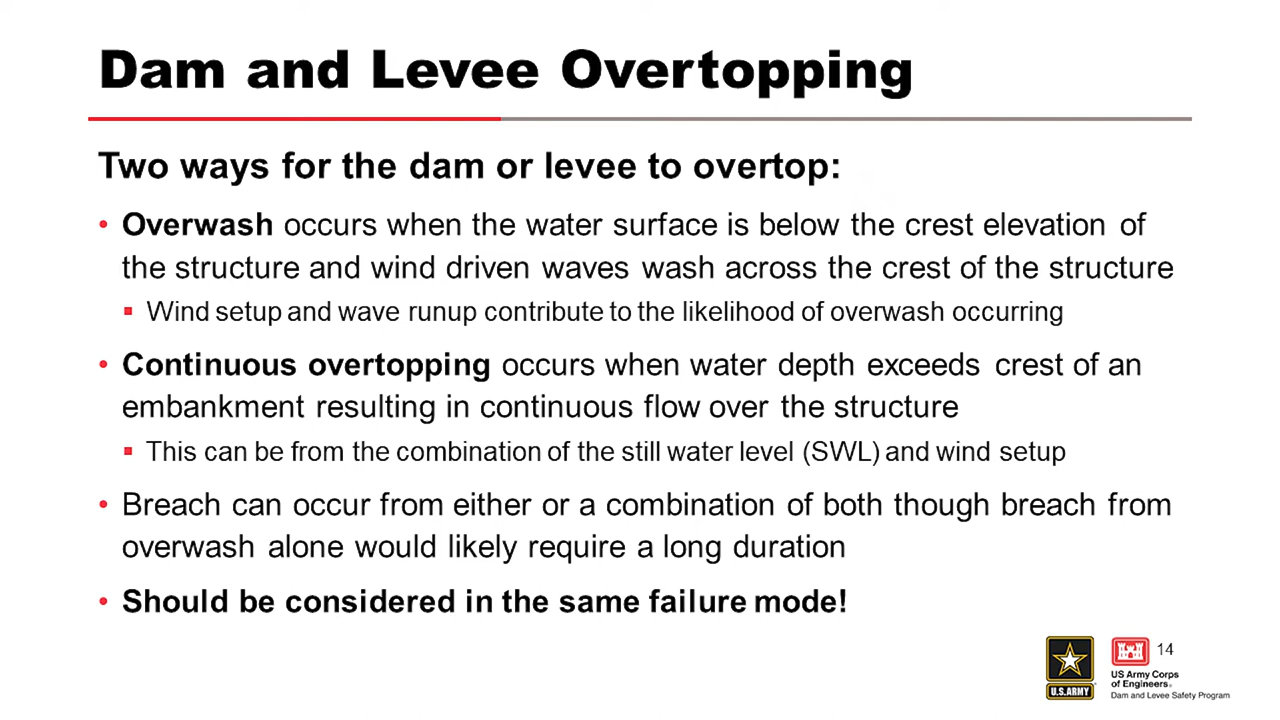 Dam and Levee Overtopping
Two ways for the dam or levee to overtop:
• Overwash occurs when the water surface is below the crest elevation of
the structure and wind driven waves wash across the crest of the structure
▪ Wind setup and wave runup contribute to the likelihood of overwash occurring
• Continuous overtopping occurs when water depth exceeds crest of an
embankment resulting in continuous flow over the structure
▪ This can be from the combination of the still water level (SWL) and wind setup
• Breach can occur from either or a combination of both though breach from
overwash alone would likely require a long duration
• Should be considered in the same failure mode!
14
U.S.ARMY
US Army Corps
of Engineers®
Dam and Levee Safety Program